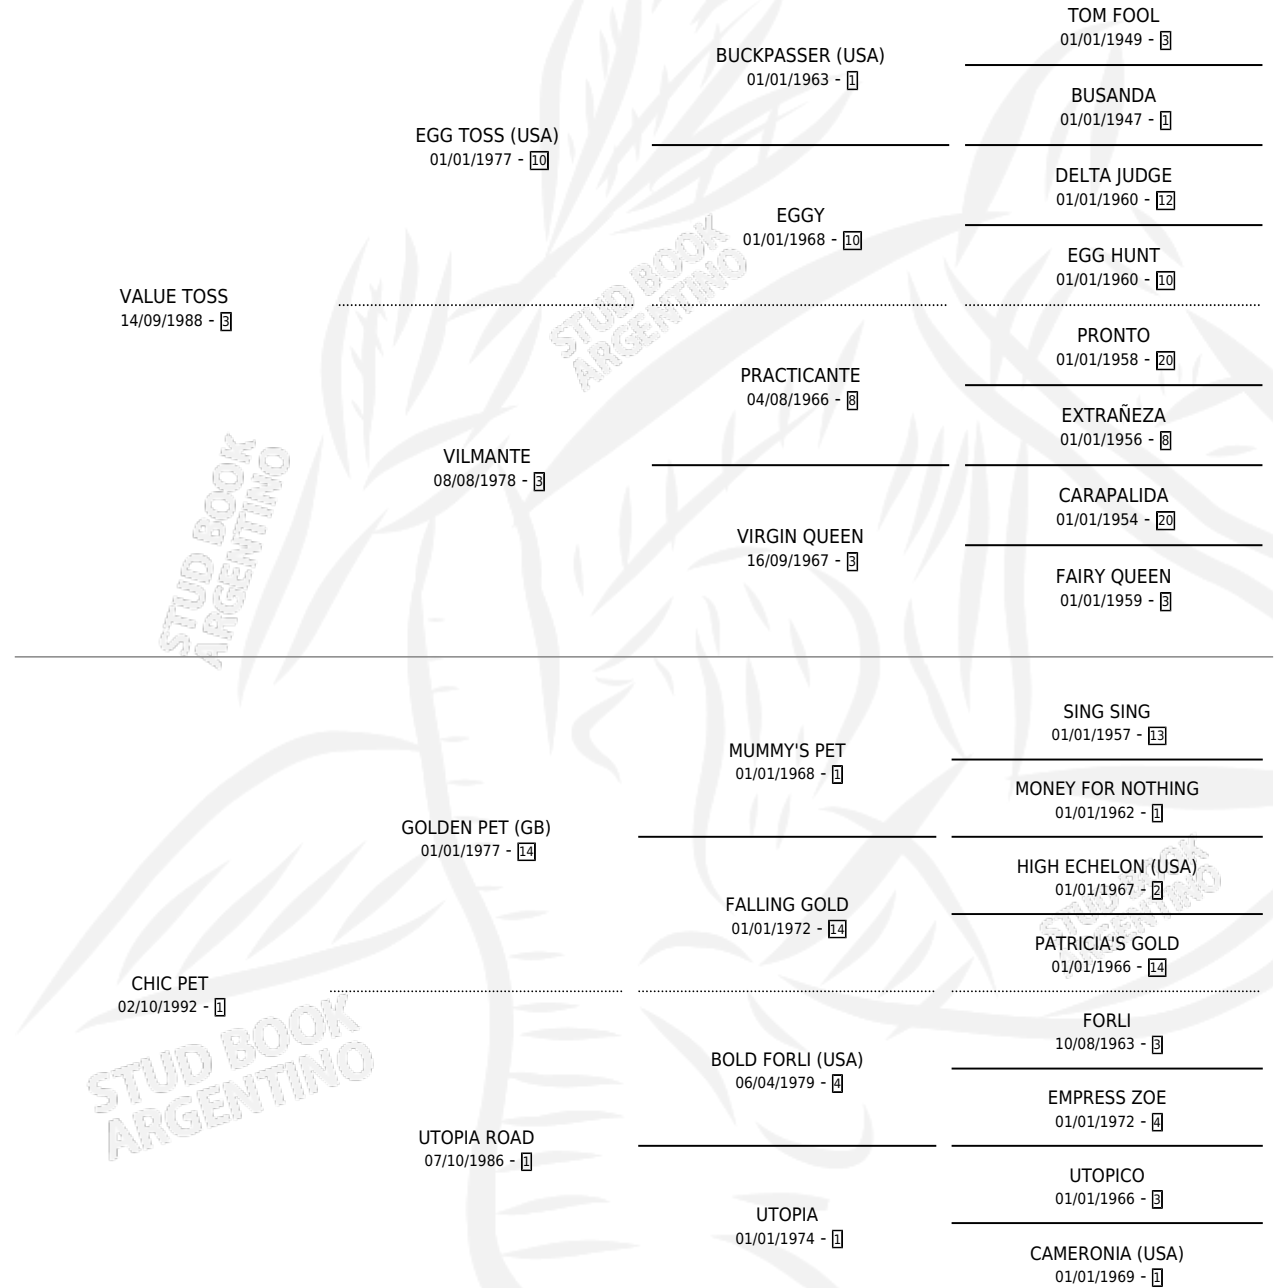 TOM FOOL
01/01/1949 - 3
BUCKPASSER (USA)
01/01/1963 - 1
BUSANDA
01/01/1947 - 1
EGG TOSS (USA)
01/01/1977 - 10
DELTA JUDGE
01/01/1960 - 12
EGGY
01/01/1968 - 10
EGG HUNT
01/01/1960 - 10
VALUE TOSS
14/09/1988 - 3
STUD BOOK
ARGENTINO
PRONTO
01/01/1958 - 20
PRACTICANTE
04/08/1966 - 8
EXTRAÑEZA
01/01/1956 - 8
VILMANTE
08/08/1978 - 3
CARAPALIDA
01/01/1954 - 20
VIRGIN QUEEN
16/09/1967 - 3
FAIRY QUEEN
01/01/1959 - 3
STUD BOOK
ARGENTINO
SING SING
01/01/1957 - 13
MUMMY'S PET
01/01/1968 - 1
MONEY FOR NOTHING
01/01/1962 - 1
GOLDEN PET (GB)
01/01/1977 - 14
HIGH ECHELON (USA)
01/01/1967 - 2
FALLING GOLD
01/01/1972 - 14
PATRICIA'S GOLD
01/01/1966 - 14
STUD BOOK
ARGENTINO
CHIC PET
02/10/1992 - 1
FORLI
10/08/1963 - 3
BOLD FORLI (USA)
06/04/1979 - 4
EMPRESS ZOE
01/01/1972 - 4
STUD BOOK
ARGENTINO
UTOPIA ROAD
07/10/1986 - 1
UTOPICO
01/01/1966 - 3
UTOPIA
01/01/1974 - 1
CAMERONIA (USA)
01/01/1969 - 1